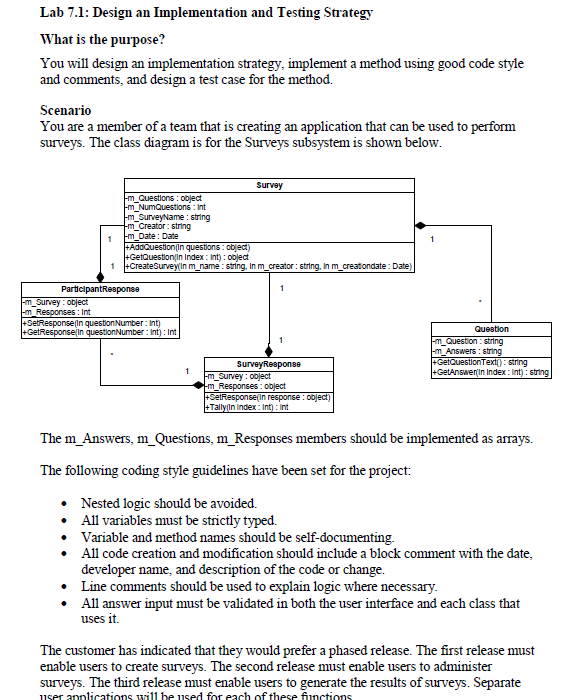 Lab 7.1: Design an Implementation and Testing Strategy
What is the purpose?
You will design an implementation strategy, implement a method using good code style
and comments, and design a test case for the method.
Scenario
You are a member of a team that is creating an application that can be used to perform
surveys. The class diagram is for the Surveys subsystem is shown below.
Survey
-m_Questions : object
-m_NumQuestions : int
-m_SurveyName : string
-m_Creator : string
-m_Date : Date
+AddQuestion(in questions : object)
+GetQuestion(in index : int) : object
+CreateSurvey(in m_name : string, in m_creator : string, in m_creationdate : Date)
1
1
1
1
ParticipantResponse
-m_Survey : object
-m_Responses : int
+SetResponse(in questionNumber : int)
+GetResponse(in questionNumber : int) : int
*
*
Question
-m_Question : string
-m_Answers : string
+GetQuestionText() : string
+GetAnswer(in index : int) : string
1
1
SurveyResponse
-m_Survey : object
-m_Responses : object
+SetResponse(in response : object)
+Tally(in index : int) : int
The m_Answers, m_Questions, m_Responses members should be implemented as arrays.
The following coding style guidelines have been set for the project:
• Nested logic should be avoided.
• All variables must be strictly typed.
• Variable and method names should be self-documenting.
• All code creation and modification should include a block comment with the date,
developer name, and description of the code or change.
• Line comments should be used to explain logic where necessary.
• All answer input must be validated in both the user interface and each class that
uses it.
The customer has indicated that they would prefer a phased release. The first release must
enable users to create surveys. The second release must enable users to administer
surveys. The third release must enable users to generate the results of surveys. Separate
user applications will be used for each of these functions.